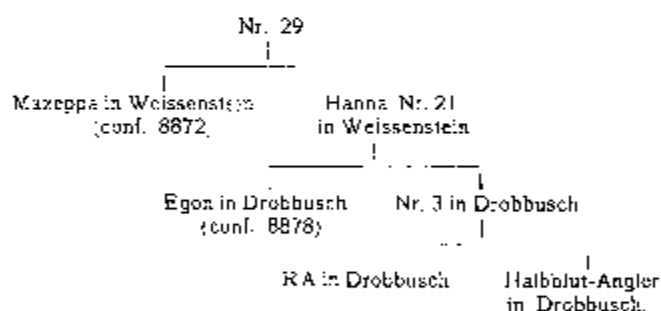 Nr. 29
Mazeppa in Weissenstein
(conf. 8872)
Hanna Nr. 21
in Weissenstein
Egon in Drobbusch
(conf. 8878)
Nr. 3 in Drobbusch
RA in Drobbusch
Halbblut-Angler
in Drobbusch.